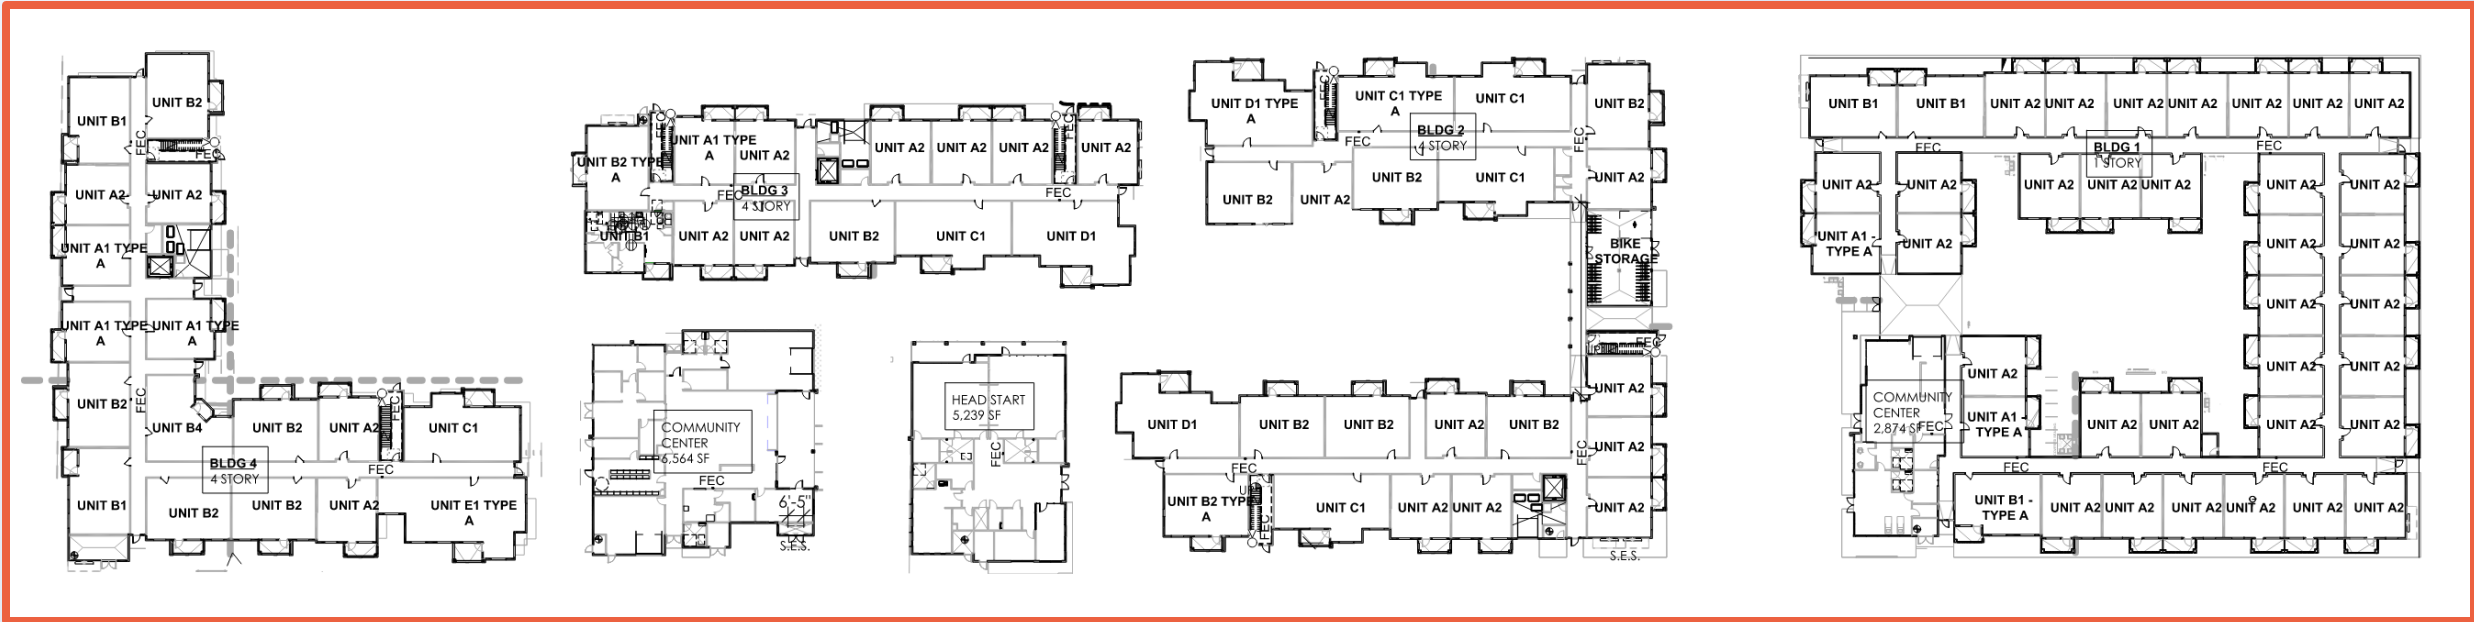 UNIT B2
UNIT B1
FEC
FEC
UNIT A2
UNIT A2
UNIT A1 TYPE
A
UNIT A1 TYPE
A
UNIT A1 TYPE
A
UNIT B2
FEC
UNIT B4
UNIT B2
UNIT A2
FEC
UNIT C1
BLDG 4
4 STORY
FEC
UNIT B1
UNIT B2
UNIT B2
UNIT A2
UNIT E1 TYPE
A
FEC
UNIT A1 TYPE
A
UNIT A2
UNIT B2 TYPE
A
UNIT A2
UNIT A2
UNIT A2
FEC
UNIT A2
FEC
BLDG 3
4 STORY
FEC
UNIT B1
UNIT A2
UNIT A2
UNIT B2
UNIT C1
UNIT D1
COMMUNITY
CENTER
6,564 SF
FEC
6'-5"
S.E.S.
HEAD START
5,239 SF
FEC
UNIT D1 TYPE
A
FEC
UNIT C1 TYPE
A
UNIT C1
UNIT B2
BLDG 2
4 STORY
FEC
FEC
UNIT B2
UNIT A2
UNIT B2
UNIT C1
UNIT A2
BIKE
STORAGE
UP
FEC
UNIT A2
UNIT D1
UNIT B2
UNIT B2
UNIT A2
UNIT B2
UNIT A2
FEC
FEC
UNIT B2 TYPE
A
UP
FEC
UNIT C1
UNIT A2
UNIT A2
UNIT A2
S.E.S.
UNIT B1
UNIT B1
UNIT A2
UNIT A2
UNIT A2
UNIT A2
UNIT A2
UNIT A2
UNIT A2
FEC
BLDG 1
1 STORY
FEC
UNIT A2
UNIT A2
UNIT A2
UNIT A2
UNIT A2
UNIT A2
UNIT A2
UNIT A1 -
TYPE A
UNIT A2
UNIT A2
UNIT A2
UNIT A2
UNIT A2
UNIT A2
UNIT A2
UNIT A2
COMMUNITY
CENTER
2,874 SF
FEC
UNIT A1 -
TYPE A
UNIT A2
UNIT A2
UNIT A2
UNIT A2
FEC
FEC
UNIT B1 -
TYPE A
UNIT A2
UNIT A2
UNIT A2
UNIT A2
UNIT A2
UNIT A2